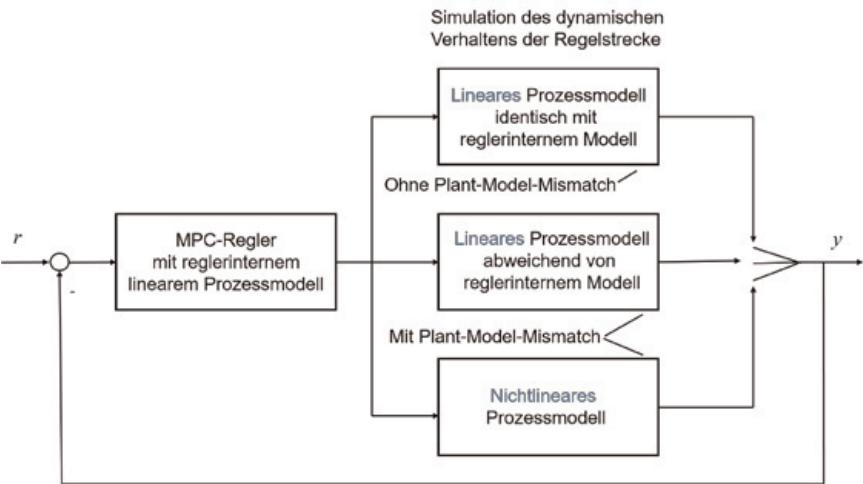 Simulation des dynamischen
Verhaltens der Regelstrecke
Lineares Prozessmodell
identisch mit
reglerinternem Modell
Ohne Plant-Model-Mismatch
r
MPC-Regler
mit reglerinternem
linearem Prozessmodell
-
Lineares Prozessmodell
abweichend von
reglerinternem Modell
y
Mit Plant-Model-Mismatch
Nichtlineares
Prozessmodell